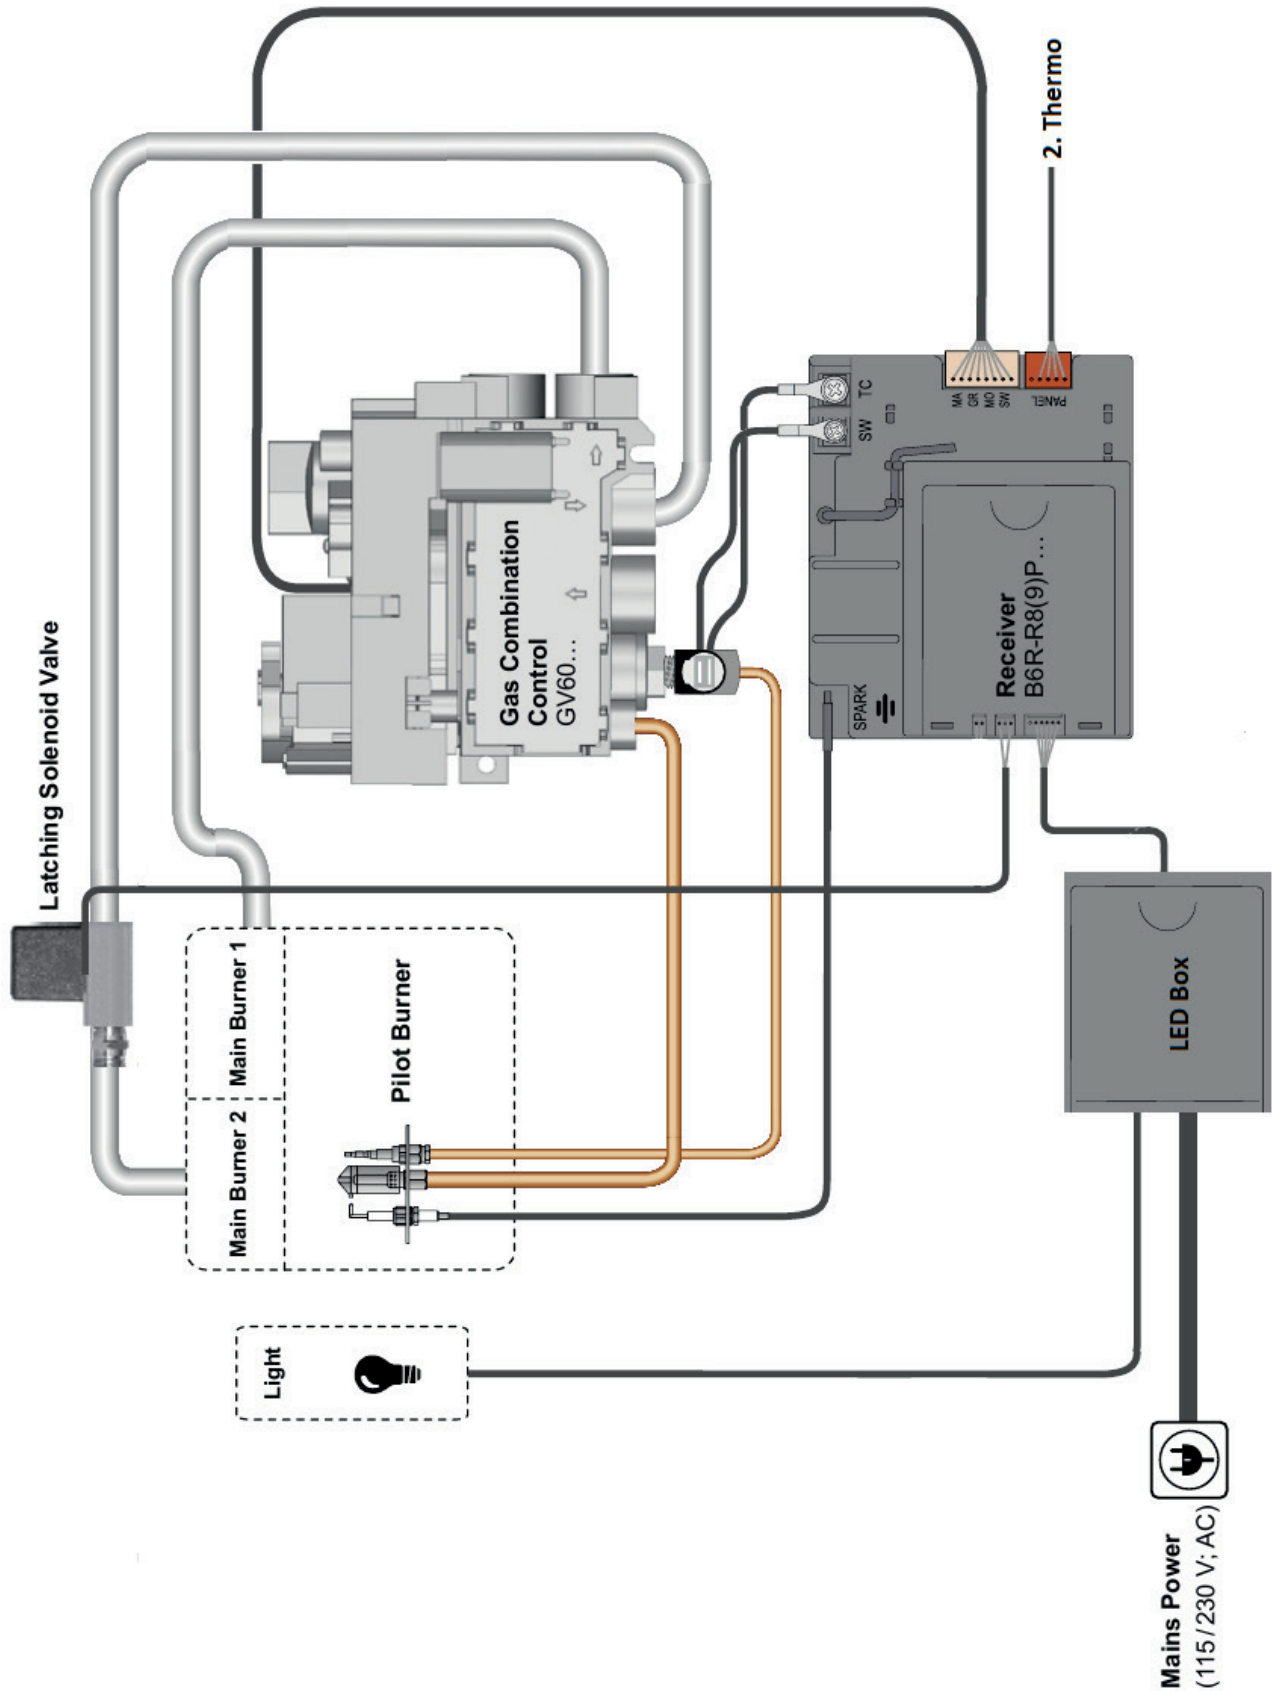 Latching Solenoid Valve
2. Thermo
TC
SW
MA
GR
MO
SW
PANEL
Gas Combination
Control
GV60...
SPARK
Receiver
B6R-R8(9)P...
Main Burner 1
Main Burner 2
Pilot Burner
LED Box
Light
Mains Power
(115/230 V; AC)